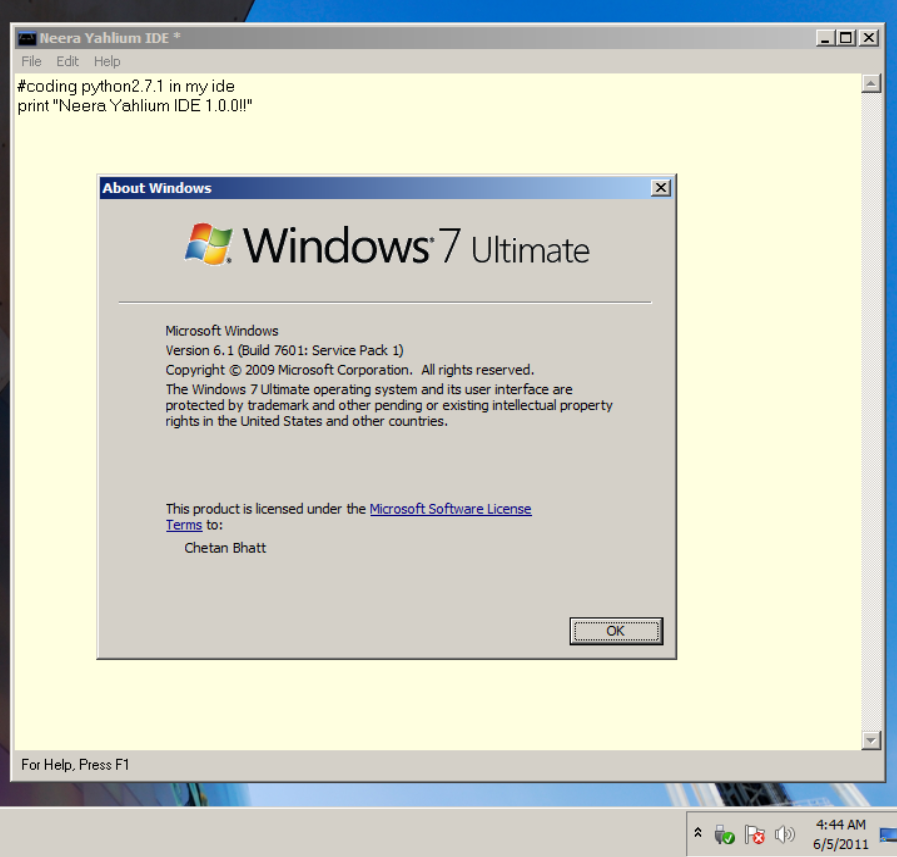 Neera Yahlium IDE *
File Edit Help
#coding python2.7.1 in my ide
print "Neera Yahlium IDE 1.0.0!!"
About Windows
Windows® 7 Ultimate
Microsoft Windows
Version 6.1 (Build 7601: Service Pack 1)
Copyright © 2009 Microsoft Corporation. All rights reserved.
The Windows 7 Ultimate operating system and its user interface are
protected by trademark and other pending or existing intellectual property
rights in the United States and other countries.
This product is licensed under the Microsoft Software License
Terms to:
Chetan Bhatt
OK
For Help, Press F1
4:44 AM
6/5/2011